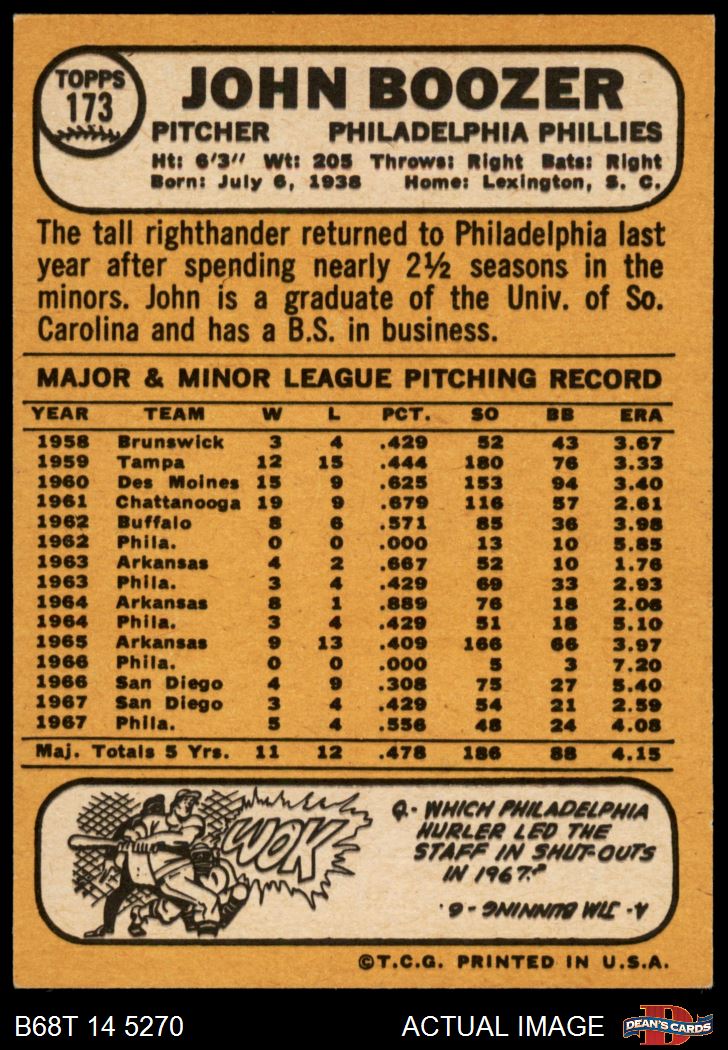 TOPPS
173
JOHN BOOZER
PITCHER PHILADELPHIA PHILLIES
Ht: 6'3" Wt: 205 Throws: Right Bats: Right
Born: July 6, 1938 Home: Lexington, S. C.
The tall righthander returned to Philadelphia last
year after spending nearly 2½ seasons in the
minors. John is a graduate of the Univ. of So.
Carolina and has a B.S. in business.
MAJOR & MINOR LEAGUE PITCHING RECORD
YEAR TEAM W L PCT. SO BB ERA
1958 Brunswick 3 4 .429 52 43 3.67
1959 Tampa 12 15 .444 180 76 3.33
1960 Des Moines 15 9 .625 153 94 3.40
1961 Chattanooga 19 9 .679 116 57 2.61
1962 Buffalo 8 6 .571 85 36 3.98
1962 Phila. 0 0 .000 13 10 5.85
1963 Arkansas 4 2 .667 52 10 1.76
1963 Phila. 3 4 .429 69 33 2.93
1964 Arkansas 8 1 .889 76 18 2.06
1964 Phila. 3 4 .429 51 18 5.10
1965 Arkansas 9 13 .409 166 66 3.97
1966 Phila. 0 0 .000 5 3 7.20
1966 San Diego 4 9 .308 75 27 5.40
1967 San Diego 3 4 .429 54 21 2.59
1967 Phila. 5 4 .556 48 24 4.08
Maj. Totals 5 Yrs. 11 12 .478 186 88 4.15
WOK
Q- WHICH PHILADELPHIA
HURLER LED THE
STAFF IN SHUT-OUTS
IN 1967?
A- JIM BUNNING - 6.
©T.C.G. PRINTED IN U.S.A.
B68T 14 5270 ACTUAL IMAGE
D
DEAN'S CARDS